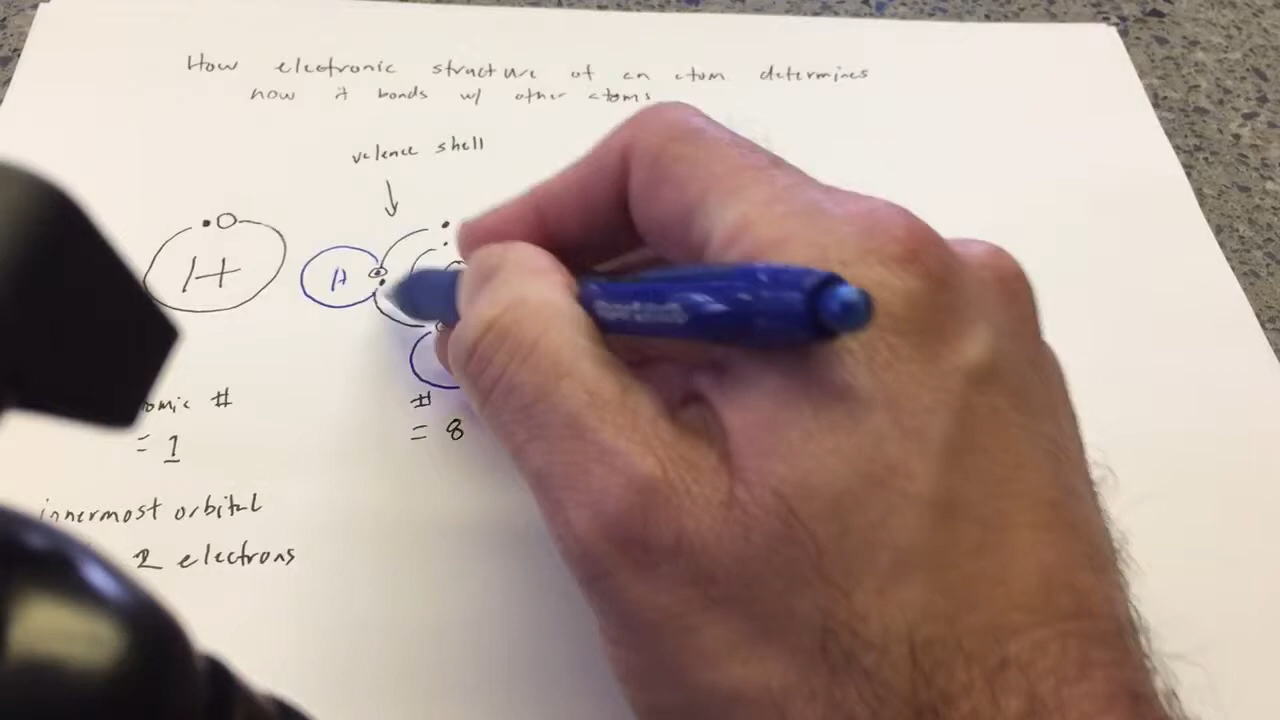 How electronic structure of an atom determines
how it bonds w/ other atoms
valence shell
H
H
#
= 8
omic #
= 1
innermost orbital
2 electrons